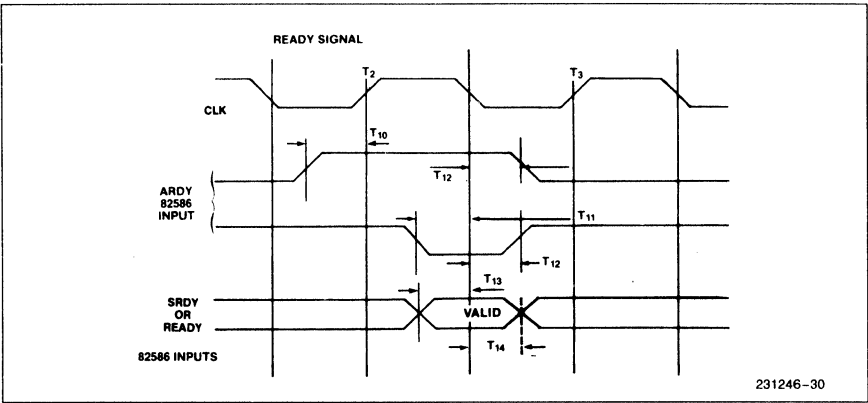 READY SIGNAL
T2
T3
CLK
T10
T12
ARDY
82586
INPUT
T11
T12
T13
SRDY
OR
READY
VALID
T14
82586 INPUTS
231246–30